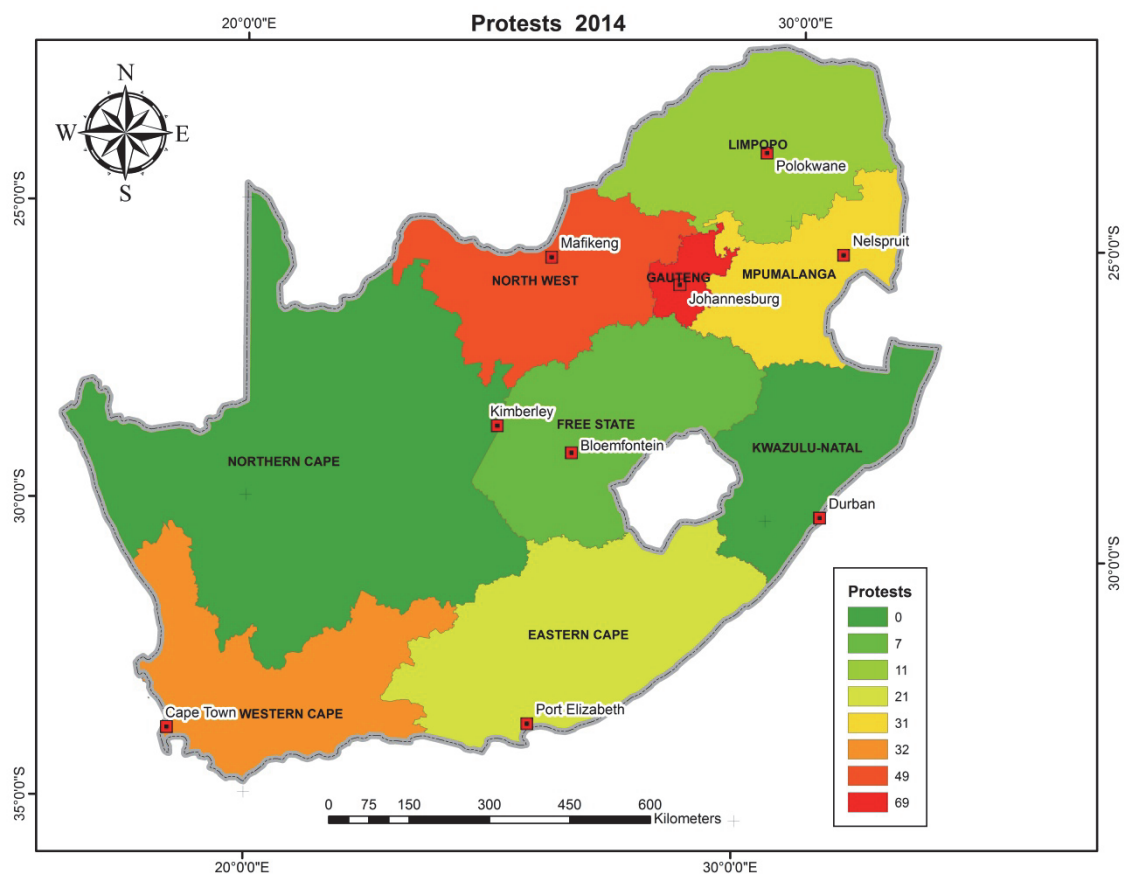 Protests 2014
20°0'0"E
30°0'0"E
N
W
E
S
25°0'0"S
25°0'0"S
LIMPOPO
Polokwane
Mafikeng
Nelspruit
NORTH WEST
GAUTENG
MPUMALANGA
Johannesburg
Kimberley
FREE STATE
Bloemfontein
KWAZULU-NATAL
NORTHERN CAPE
30°0'0"S
Durban
30°0'0"S
Protests
0
7
11
21
31
32
49
69
EASTERN CAPE
Cape Town
WESTERN CAPE
Port Elizabeth
35°0'0"S
0 75 150 300 450 600
Kilometers
20°0'0"E
30°0'0"E